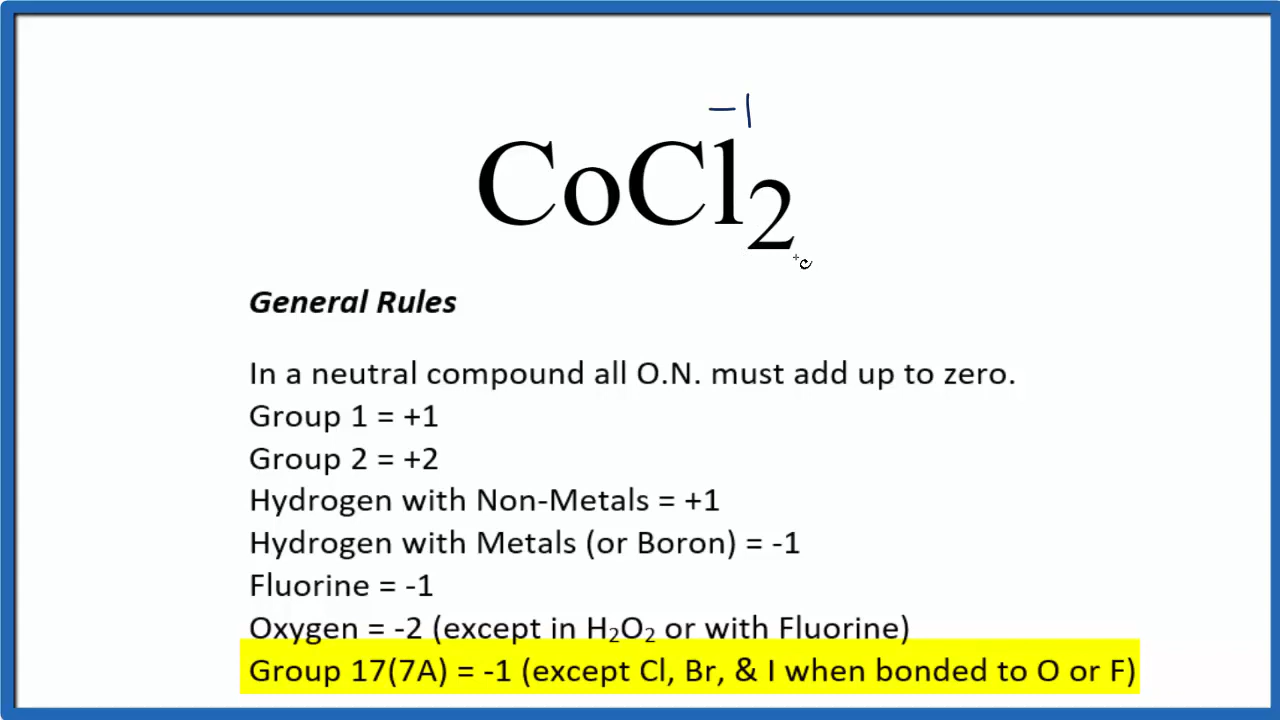 -1
CoCl₂
General Rules
In a neutral compound all O.N. must add up to zero.
Group 1 = +1
Group 2 = +2
Hydrogen with Non-Metals = +1
Hydrogen with Metals (or Boron) = -1
Fluorine = -1
Oxygen = -2 (except in H₂O₂ or with Fluorine)
Group 17(7A) = -1 (except Cl, Br, & I when bonded to O or F)